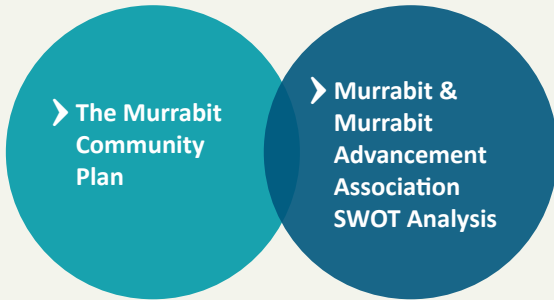 The Murrabit
Community
Plan
Murrabit &
Murrabit
Advancement
Association
SWOT Analysis